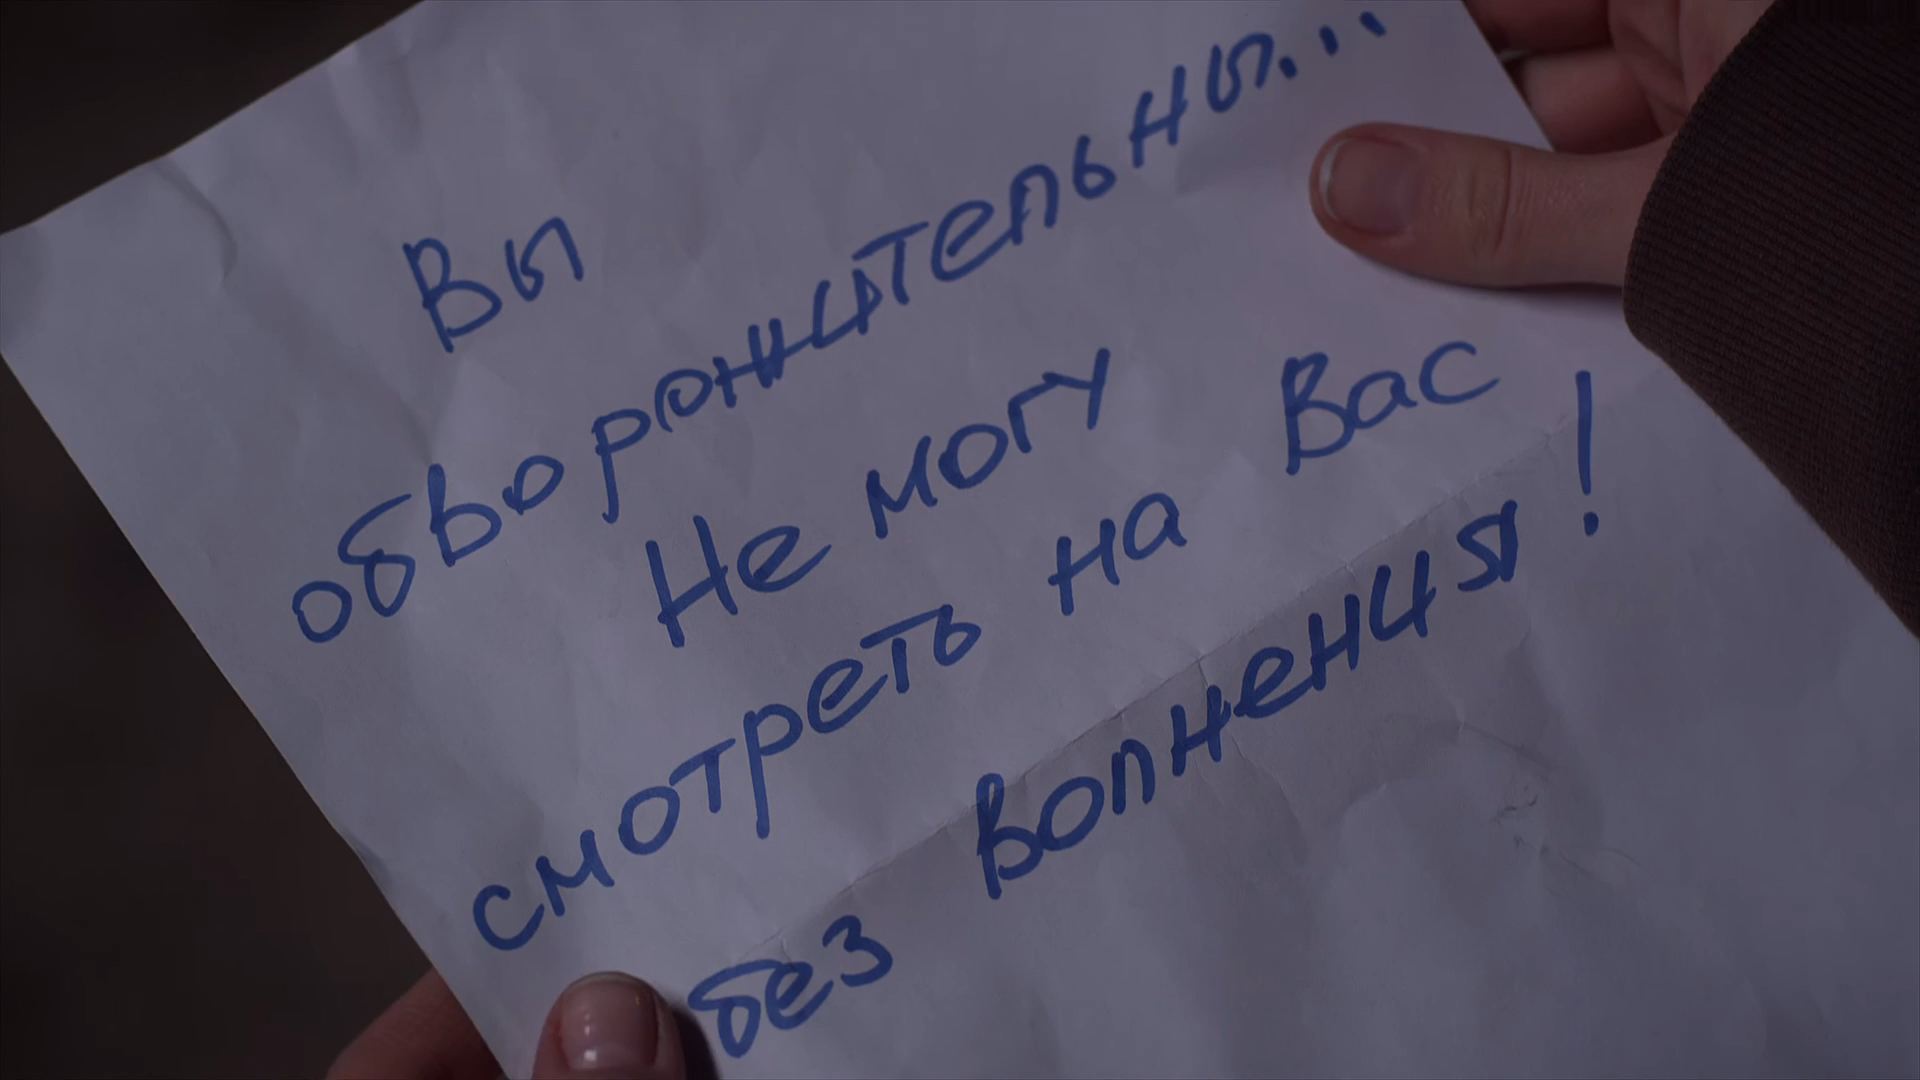 Вы
обворожительны...
Не могу
смотреть на Вас
без волнения!